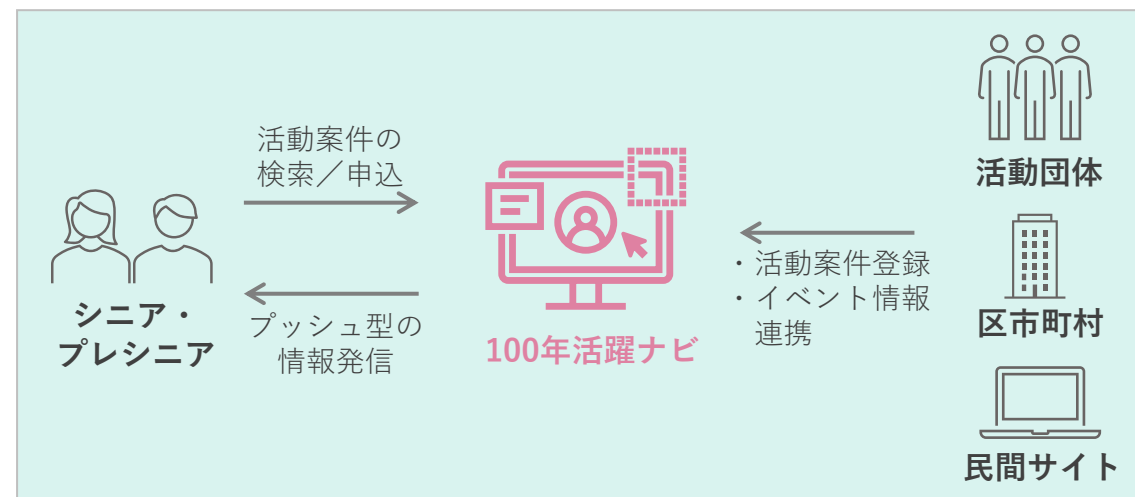 活動案件の
検索／申込
シニア・
プレシニア
プッシュ型の
情報発信
100年活躍ナビ
・活動案件登録
・イベント情報
連携
活動団体
区市町村
民間サイト